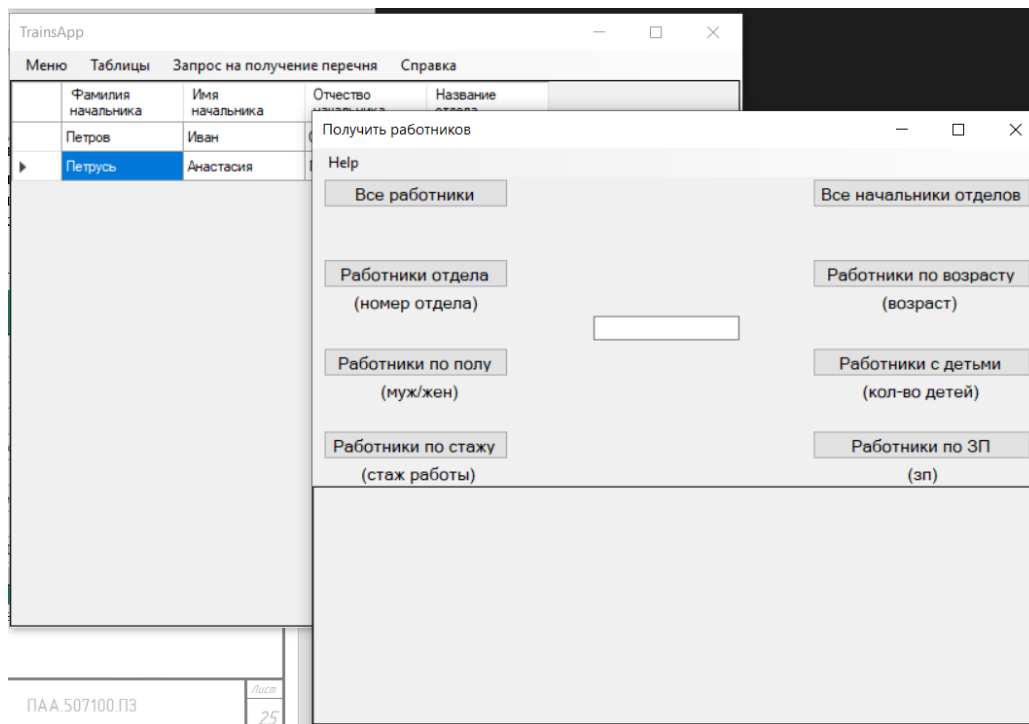 TrainsApp
Меню Таблицы Запрос на получение перечня Справка
Фамилия начальника Имя начальника Отчество начальника Название отдела
Петров Иван
Петрусь Анастасия
Получить работников
Help
Все работники Все начальники отделов
Работники отдела Работники по возрасту
(номер отдела) (возраст)
Работники по полу Работники с детьми
(муж/жен) (кол-во детей)
Работники по стажу Работники по ЗП
(стаж работы) (зп)
ПАА.507100.ПЗ
Лист
25